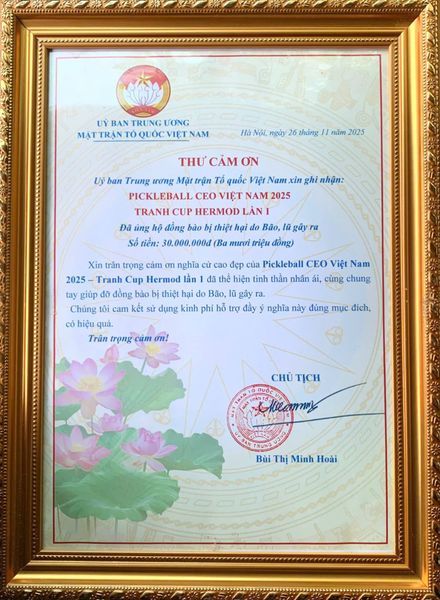 UỶ BAN TRUNG ƯƠNG
MẶT TRẬN TỔ QUỐC VIỆT NAM
Hà Nội, ngày 26 tháng 11 năm 2025
THƯ CẢM ƠN
Uỷ ban Trung ương Mặt trận Tổ quốc Việt Nam xin ghi nhận:
PICKLEBALL CEO VIỆT NAM 2025
TRANH CUP HERMOD LẦN I
Đã ủng hộ đồng bào bị thiệt hại do Bão, lũ gây ra
Số tiền: 30.000.000đ (Ba mươi triệu đồng)
Xin trân trọng cảm ơn nghĩa cử cao đẹp của Pickleball CEO Việt Nam
2025 – Tranh Cup Hermod lần 1 đã thể hiện tinh thần nhân ái, cùng chung
tay giúp đỡ đồng bào bị thiệt hại do Bão, lũ gây ra.
Chúng tôi cam kết sử dụng kinh phí hỗ trợ đầy ý nghĩa này đúng mục đích,
có hiệu quả.
Trân trọng cảm ơn!
CHỦ TỊCH
Bùi Thị Minh Hoài